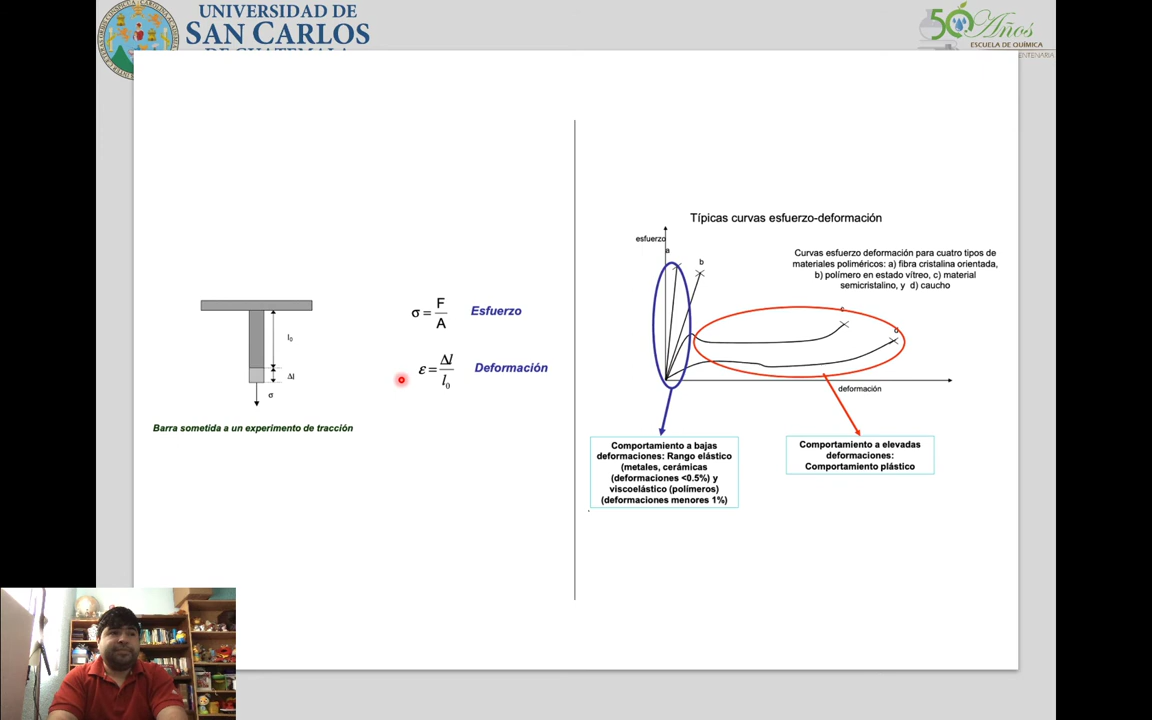 UNIVERSIDAD DE
SAN CARLOS
DE GUATEMALA
50 Años
ESCUELA DE QUÍMICA
CENTENARIA
l0
Δl
σ
Barra sometida a un experimento de tracción
σ = F/A Esfuerzo
ε = Δl/l0 Deformación
Típicas curvas esfuerzo-deformación
esfuerzo
a
b
Curvas esfuerzo deformación para cuatro tipos de
materiales poliméricos: a) fibra cristalina orientada,
b) polímero en estado vítreo, c) material
semicristalino, y d) caucho
c
d
deformación
Comportamiento a bajas
deformaciones: Rango elástico
(metales, cerámicas
(deformaciones <0.5%) y
viscoelástico (polímeros)
(deformaciones menores 1%)
Comportamiento a elevadas
deformaciones:
Comportamiento plástico